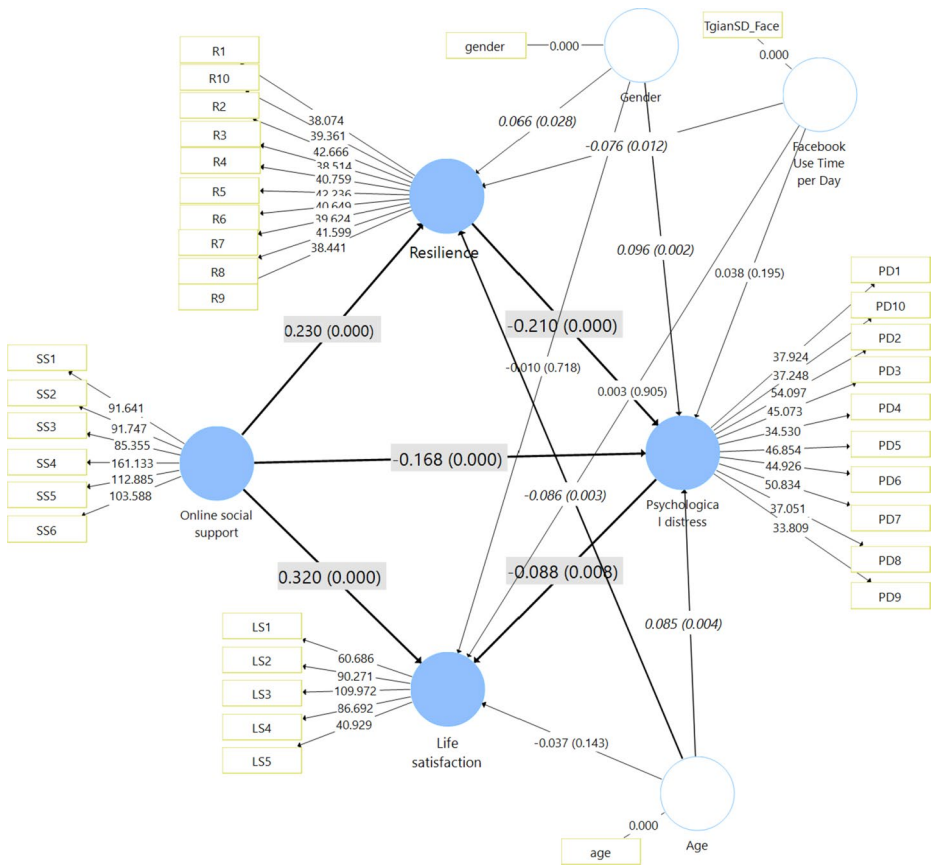 TgianSD_Face
gender
0.000
0.000
Gender
Facebook
Use Time
per Day
R1
R10
R2
R3
R4
R5
R6
R7
R8
R9
38.074
39.361
42.666
38.514
40.759
42.236
40.649
39.624
41.599
38.441
Resilience
0.066 (0.028)
-0.076 (0.012)
0.096 (0.002)
0.038 (0.195)
0.230 (0.000)
-0.210 (0.000)
-0.010 (0.718)
0.003 (0.905)
SS1
SS2
SS3
SS4
SS5
SS6
91.641
91.747
85.355
161.133
112.885
103.588
Online social
support
-0.168 (0.000)
-0.086 (0.003)
Psychologica
l distress
PD1
PD10
PD2
PD3
PD4
PD5
PD6
PD7
PD8
PD9
37.924
37.248
54.097
45.073
34.530
46.854
44.926
50.834
37.051
33.809
0.320 (0.000)
-0.088 (0.008)
0.085 (0.004)
LS1
LS2
LS3
LS4
LS5
60.686
90.271
109.972
86.692
40.929
Life
satisfaction
-0.037 (0.143)
0.000
age
Age